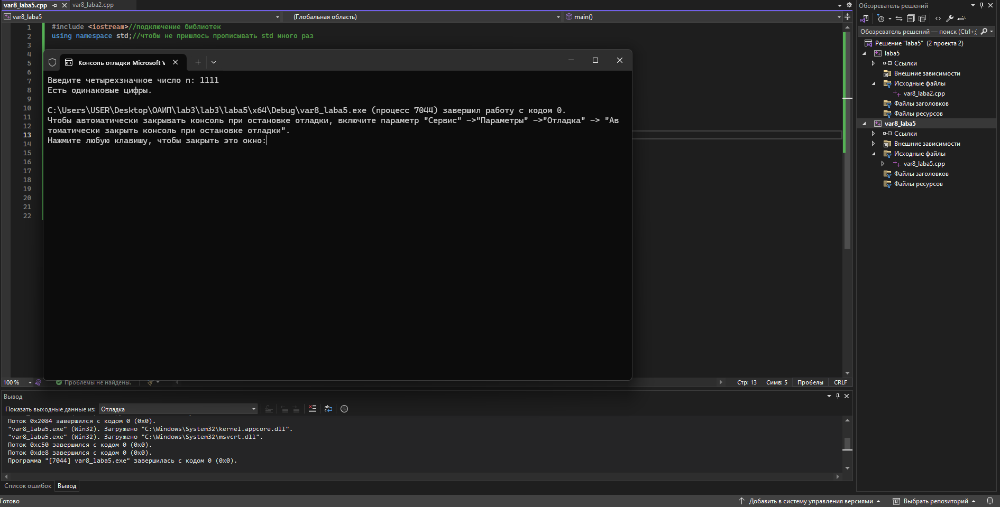 var8_laba5.cpp
var8_laba2.cpp
var8_laba5
(Глобальная область)
main()
1 #include <iostream>//подключение библиотек
2 using namespace std;//чтобы не пришлось прописывать std много раз
3
4
5
6
7
8
9
10
11
12
13
14
15
16
17
18
19
20
21
22
Консоль отладки Microsoft V
Введите четырехзначное число n: 1111
Есть одинаковые цифры.
C:\Users\USER\Desktop\ОАИП\lab3\lab3\laba5\x64\Debug\var8_laba5.exe (процесс 7044) завершил работу с кодом 0.
Чтобы автоматически закрывать консоль при остановке отладки, включите параметр "Сервис" ->"Параметры" ->"Отладка" -> "Ав
томатически закрыть консоль при остановке отладки".
Нажмите любую клавишу, чтобы закрыть это окно:
100 %
Проблемы не найдены.
Стр: 13
Симв: 5
Пробелы
CRLF
Вывод
Показать выходные данные из:
Отладка
Поток 0x2084 завершился с кодом 0 (0x0).
"var8_laba5.exe" (Win32). Загружено "C:\Windows\System32\kernel.appcore.dll".
"var8_laba5.exe" (Win32). Загружено "C:\Windows\System32\msvcrt.dll".
Поток 0xc50 завершился с кодом 0 (0x0).
Поток 0xde8 завершился с кодом 0 (0x0).
Программа "[7044] var8_laba5.exe" завершилась с кодом 0 (0x0).
Список ошибок
Вывод
Готово
Добавить в систему управления версиями
Выбрать репозиторий
Обозреватель решений
Обозреватель решений — поиск (Ctrl+;
Решение "laba5" (2 проекта 2)
laba5
Ссылки
Внешние зависимости
Исходные файлы
var8_laba2.cpp
Файлы заголовков
Файлы ресурсов
var8_laba5
Ссылки
Внешние зависимости
Исходные файлы
var8_laba5.cpp
Файлы заголовков
Файлы ресурсов